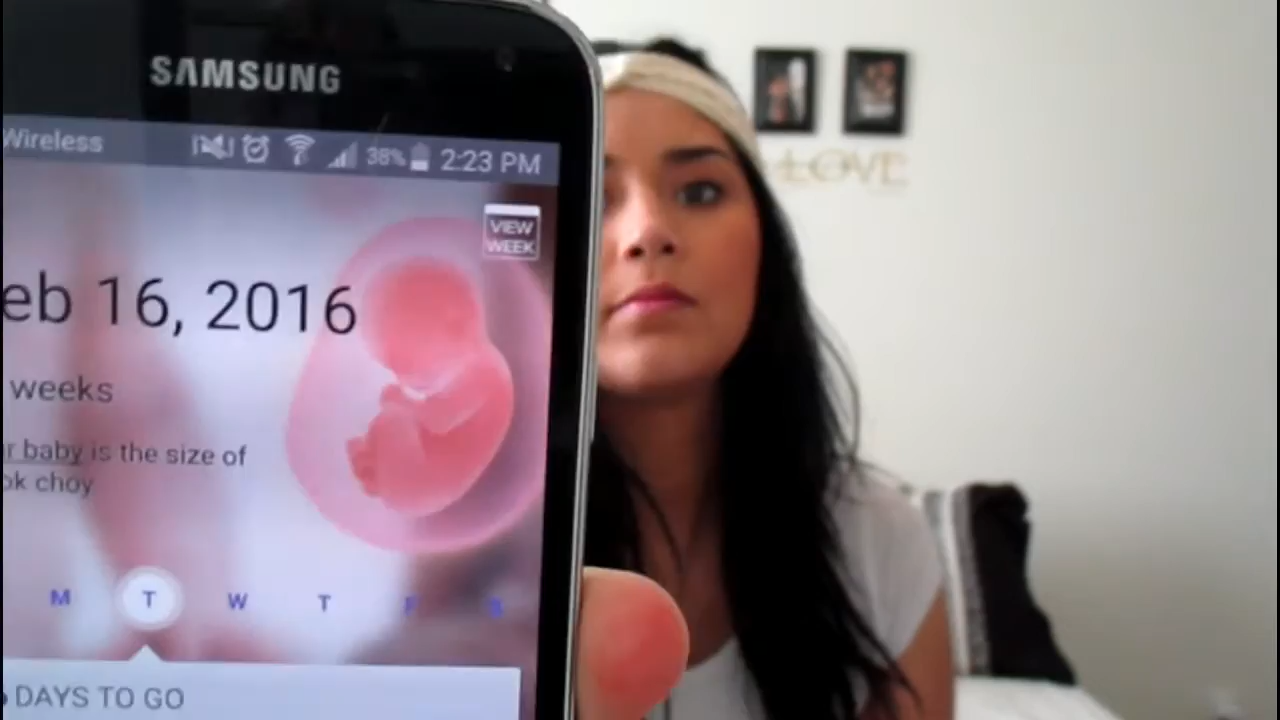 SAMSUNG
Wireless
38% 2:23 PM
VIEW
WEEK
eb 16, 2016
weeks
r baby is the size of
ok choy
M T W T F S
DAYS TO GO
LOVE